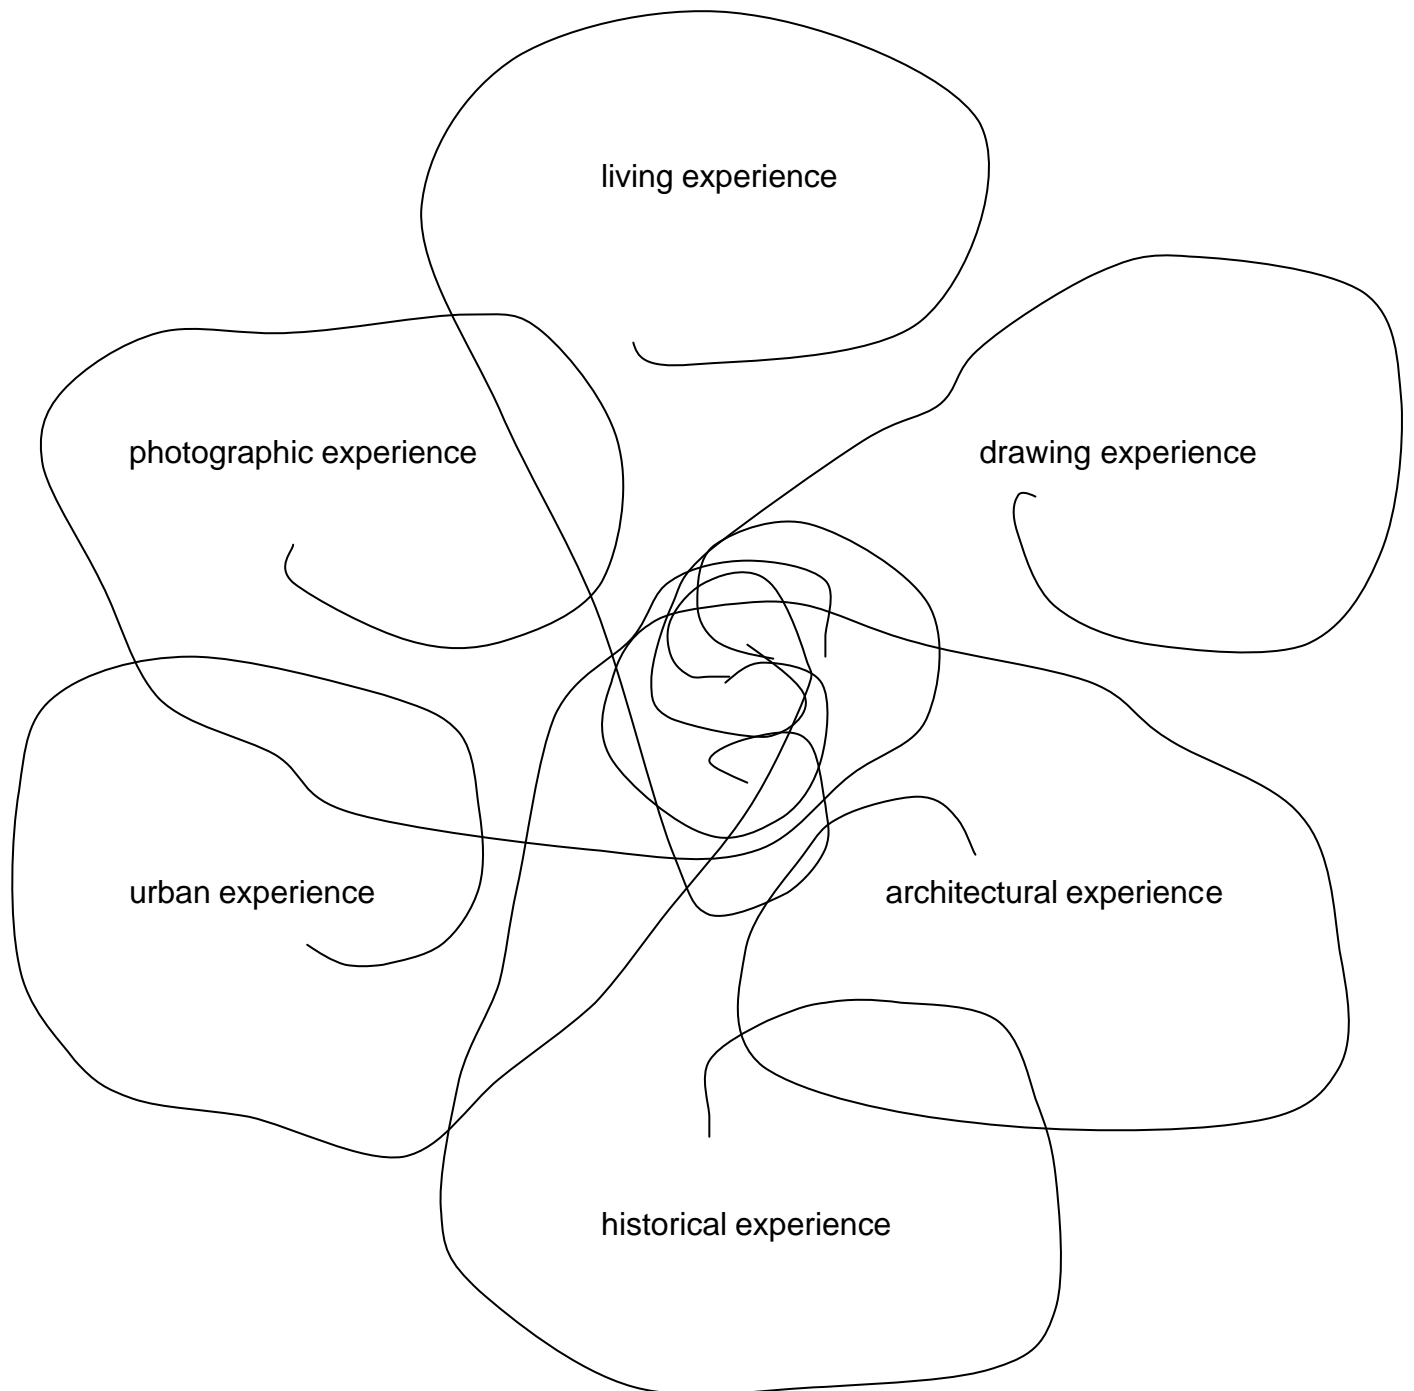 living experience
photographic experience
drawing experience
urban experience
architectural experience
historical experience